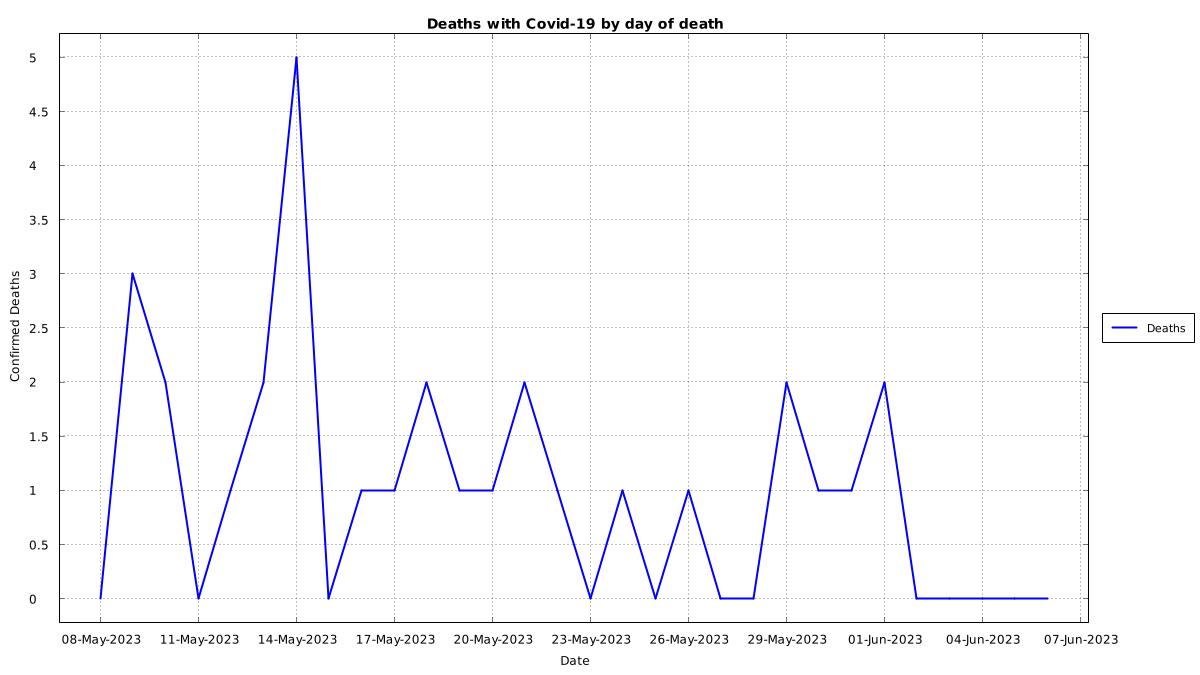 Deaths with Covid-19 by day of death
5
4.5
4
3.5
3
2.5
2
1.5
1
0.5
0
Confirmed Deaths
Deaths
08-May-2023 11-May-2023 14-May-2023 17-May-2023 20-May-2023 23-May-2023 26-May-2023 29-May-2023 01-Jun-2023 04-Jun-2023 07-Jun-2023
Date